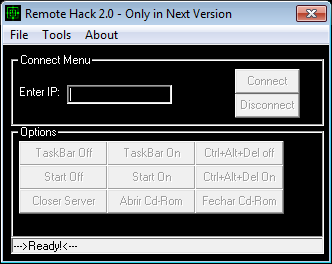 Remote Hack 2.0 - Only in Next Version
File Tools About
Connect Menu
Enter IP:
Connect
Disconnect
Options
TaskBar Off TaskBar On Ctrl+Alt+Del off
Start Off Start On Ctrl+Alt+Del On
Closer Server Abrir Cd-Rom Fechar Cd-Rom
--->Ready!<---